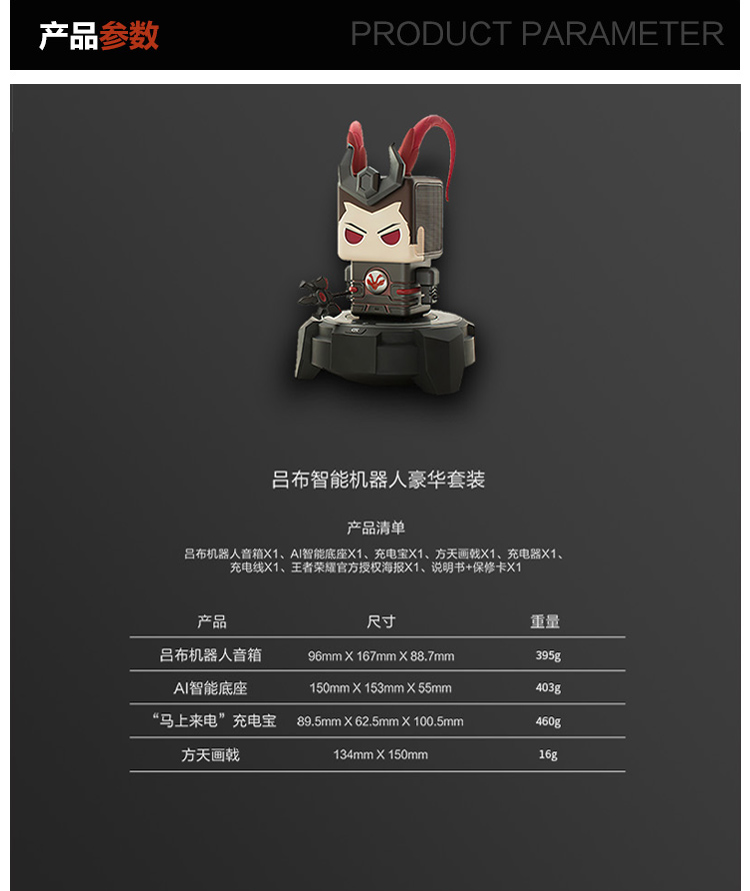 产品参数 PRODUCT PARAMETER
吕布智能机器人豪华套装
产品清单
吕布机器人音箱X1、AI智能底座X1、充电宝X1、方天画戟X1、充电器X1、
充电线X1、王者荣耀官方授权海报X1、说明书+保修卡X1
产品 尺寸 重量
吕布机器人音箱 96mm X 167mm X 88.7mm 395g
AI智能底座 150mm X 153mm X 55mm 403g
“马上来电”充电宝 89.5mm X 62.5mm X 100.5mm 460g
方天画戟 134mm X 150mm 16g